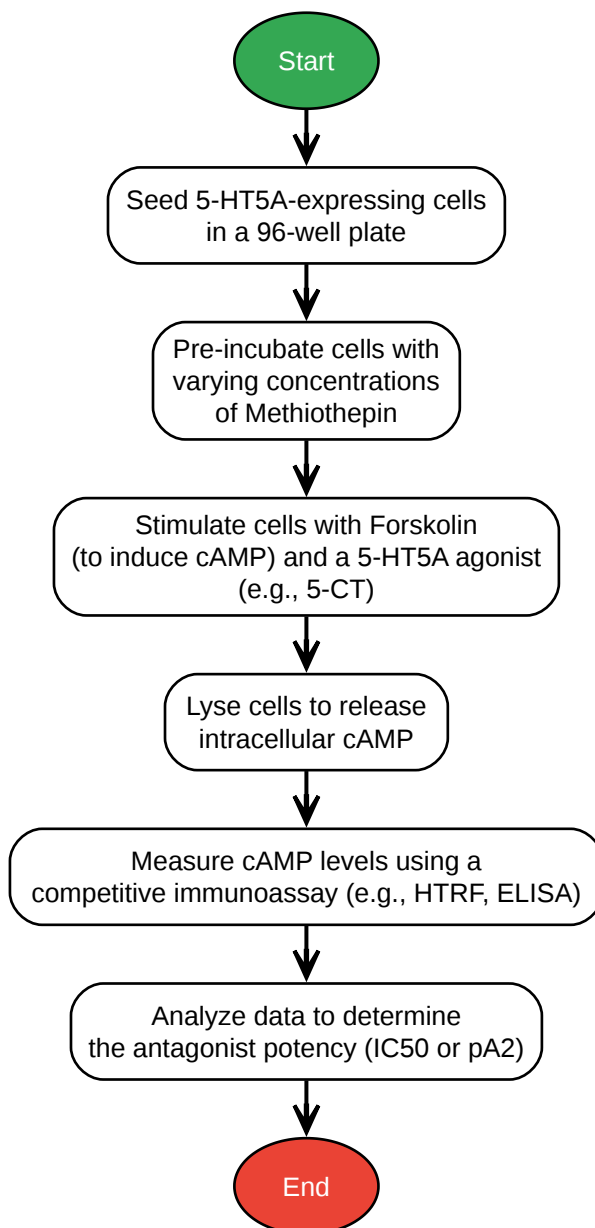 Start
Seed 5-HT5A-expressing cells
in a 96-well plate
Pre-incubate cells with
varying concentrations
of Methiothepin
Stimulate cells with Forskolin
(to induce cAMP) and a 5-HT5A agonist
(e.g., 5-CT)
Lyse cells to release
intracellular cAMP
Measure cAMP levels using a
competitive immunoassay (e.g., HTRF, ELISA)
Analyze data to determine
the antagonist potency (IC50 or pA2)
End